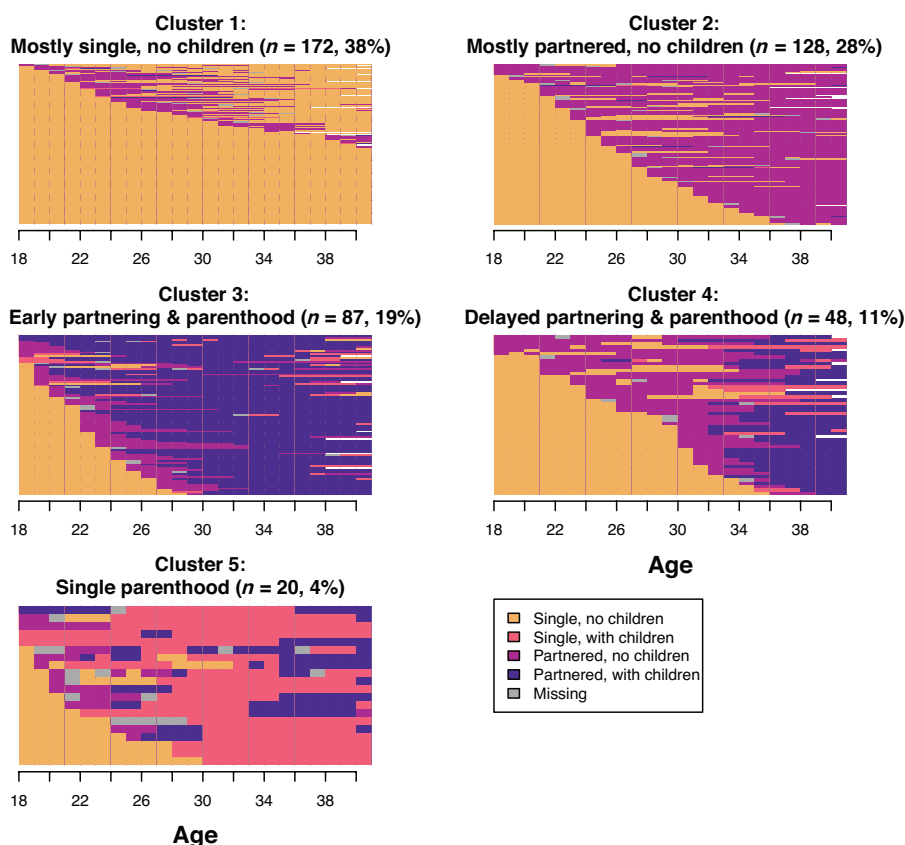 Cluster 1:
Mostly single, no children (n = 172, 38%)
18 22 26 30 34 38
Cluster 2:
Mostly partnered, no children (n = 128, 28%)
18 22 26 30 34 38
Cluster 3:
Early partnering & parenthood (n = 87, 19%)
18 22 26 30 34 38
Cluster 4:
Delayed partnering & parenthood (n = 48, 11%)
18 22 26 30 34 38
Age
Cluster 5:
Single parenthood (n = 20, 4%)
18 22 26 30 34 38
Age
Single, no children
Single, with children
Partnered, no children
Partnered, with children
Missing